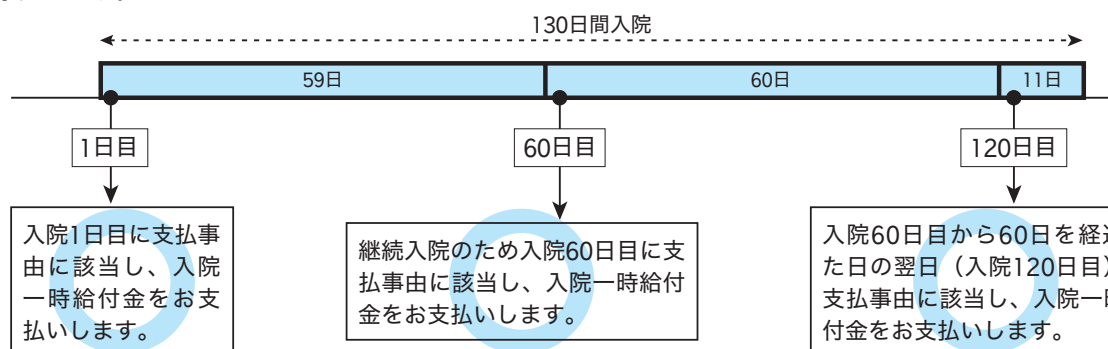 130日間入院
59日
60日
11日
1日目
60日目
120日目
入院1日目に支払事
由に該当し、入院
一時給付金をお支
払いします。
継続入院のため入院60日目に支
払事由に該当し、入院一時給付
金をお支払いします。
入院60日目から60日を経
た日の翌日（入院120日目）
支払事由に該当し、入院一
付金をお支払いします。